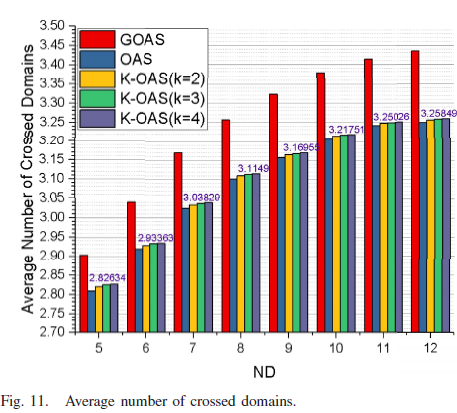 3.50
3.45
3.40
3.35
3.30
3.25
3.20
3.15
3.10
3.05
3.00
2.95
2.90
2.85
2.80
2.75
2.70
Average Number of Crossed Domains
GOAS
OAS
K-OAS(k=2)
K-OAS(k=3)
K-OAS(k=4)
2.82634
2.93363
3.03820
3.1149
3.16955
3.21751
3.25026
3.25849
5 6 7 8 9 10 11 12
ND
Fig. 11. Average number of crossed domains.